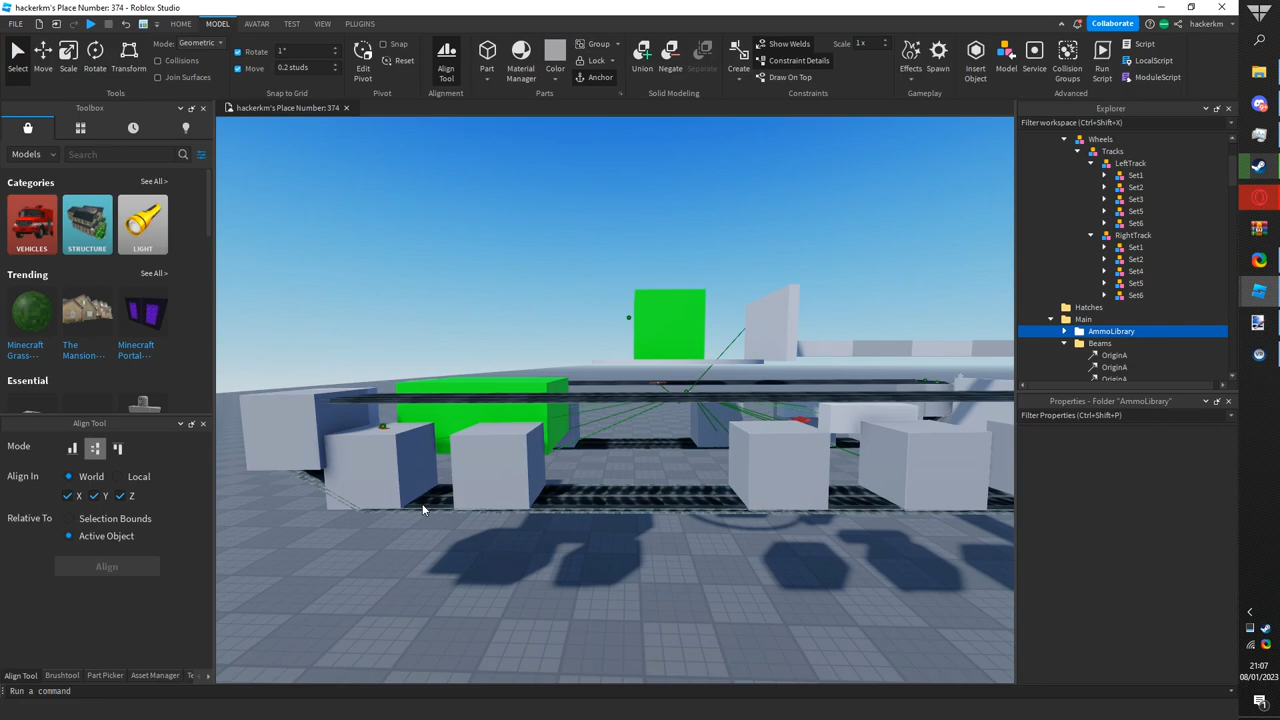 hackerkm's Place Number: 374 - Roblox Studio
FILE
HOME
MODEL
AVATAR
TEST
VIEW
PLUGINS
Collaborate
hackerkm
Select
Move
Scale
Rotate
Transform
Mode: Geometric
Collisions
Join Surfaces
Tools
Rotate 1°
Move 0.2 studs
Snap to Grid
Edit Pivot
Snap
Reset
Pivot
Align Tool
Alignment
Part
Material Manager
Color
Group
Lock
Anchor
Parts
Union
Negate
Separate
Solid Modeling
Create
Show Welds
Scale 1 x
Constraint Details
Draw On Top
Constraints
Effects
Spawn
Gameplay
Insert Object
Model
Service
Collision Groups
Run Script
Script
LocalScript
ModuleScript
Advanced
Toolbox
hackerkm's Place Number: 374
Models
Search
Categories
See All >
VEHICLES
STRUCTURE
LIGHT
Trending
See All >
Minecraft Grass-···
The Mansion-···
Minecraft Portal-···
Essential
Align Tool
Mode
Align In
World
Local
X
Y
Z
Relative To
Selection Bounds
Active Object
Align
Align Tool
Brushtool
Part Picker
Asset Manager
Te
Run a command
Explorer
Filter workspace (Ctrl+Shift+X)
Wheels
Tracks
LeftTrack
Set1
Set2
Set3
Set5
Set6
RightTrack
Set1
Set2
Set4
Set5
Set6
Hatches
Main
AmmoLibrary
Beams
OriginA
OriginA
OriginA
Properties - Folder "AmmoLibrary"
Filter Properties (Ctrl+Shift+P)
21:07
08/01/2023